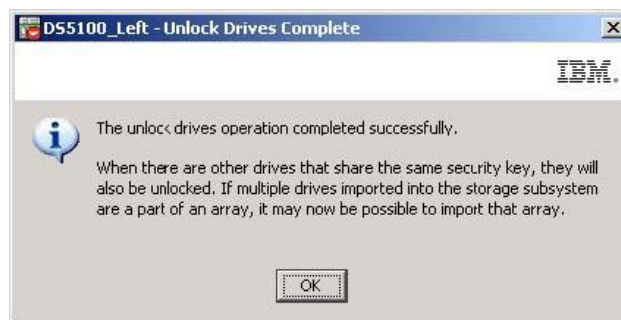 DS5100_Left - Unlock Drives Complete
IBM.
The unlock drives operation completed successfully.
When there are other drives that share the same security key, they will
also be unlocked. If multiple drives imported into the storage subsystem
are a part of an array, it may now be possible to import that array.
OK